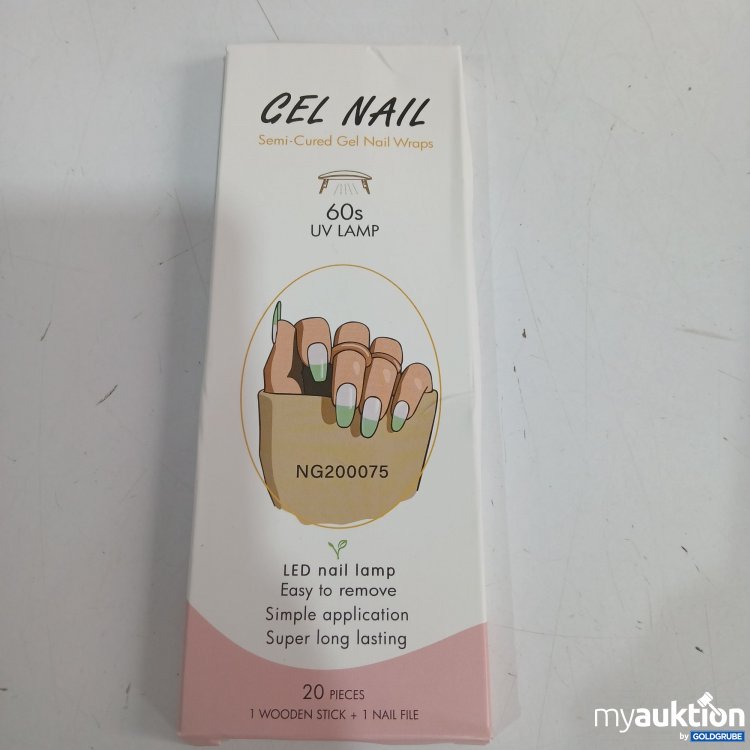 GEL NAIL
Semi-Cured Gel Nail Wraps
60s
UV LAMP
NG200075
LED nail lamp
Easy to remove
Simple application
Super long lasting
20 PIECES
1 WOODEN STICK + 1 NAIL FILE
myauktion
by GOLDGRUBE